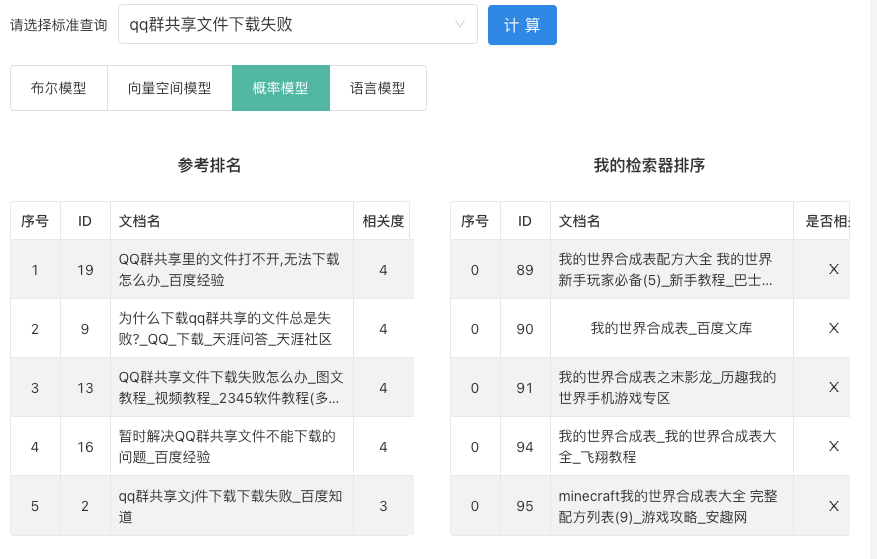 请选择标准查询 qq群共享文件下载失败 计 算
布尔模型 向量空间模型 概率模型 语言模型
参考排名
序号 ID 文档名 相关度
1 19 QQ群共享里的文件打不开,无法下载
怎么办_百度经验 4
2 9 为什么下载qq群共享的文件总是失
败?_QQ_下载_天涯问答_天涯社区 4
3 13 QQ群共享文件下载失败怎么办_图文
教程_视频教程_2345软件教程(多... 4
4 16 暂时解决QQ群共享文件不能下载的
问题_百度经验 4
5 2 qq群共享文j件下载下载失败_百度知
道 3
我的检索器排序
序号 ID 文档名 是否相
0 89 我的世界合成表配方大全 我的世界
新手玩家必备(5)_新手教程_巴士... X
0 90 我的世界合成表_百度文库 X
0 91 我的世界合成表之末影龙_历趣我的
世界手机游戏专区 X
0 94 我的世界合成表_我的世界合成表大
全_飞翔教程 X
0 95 minecraft我的世界合成表大全 完整
配方列表(9)_游戏攻略_安趣网 X